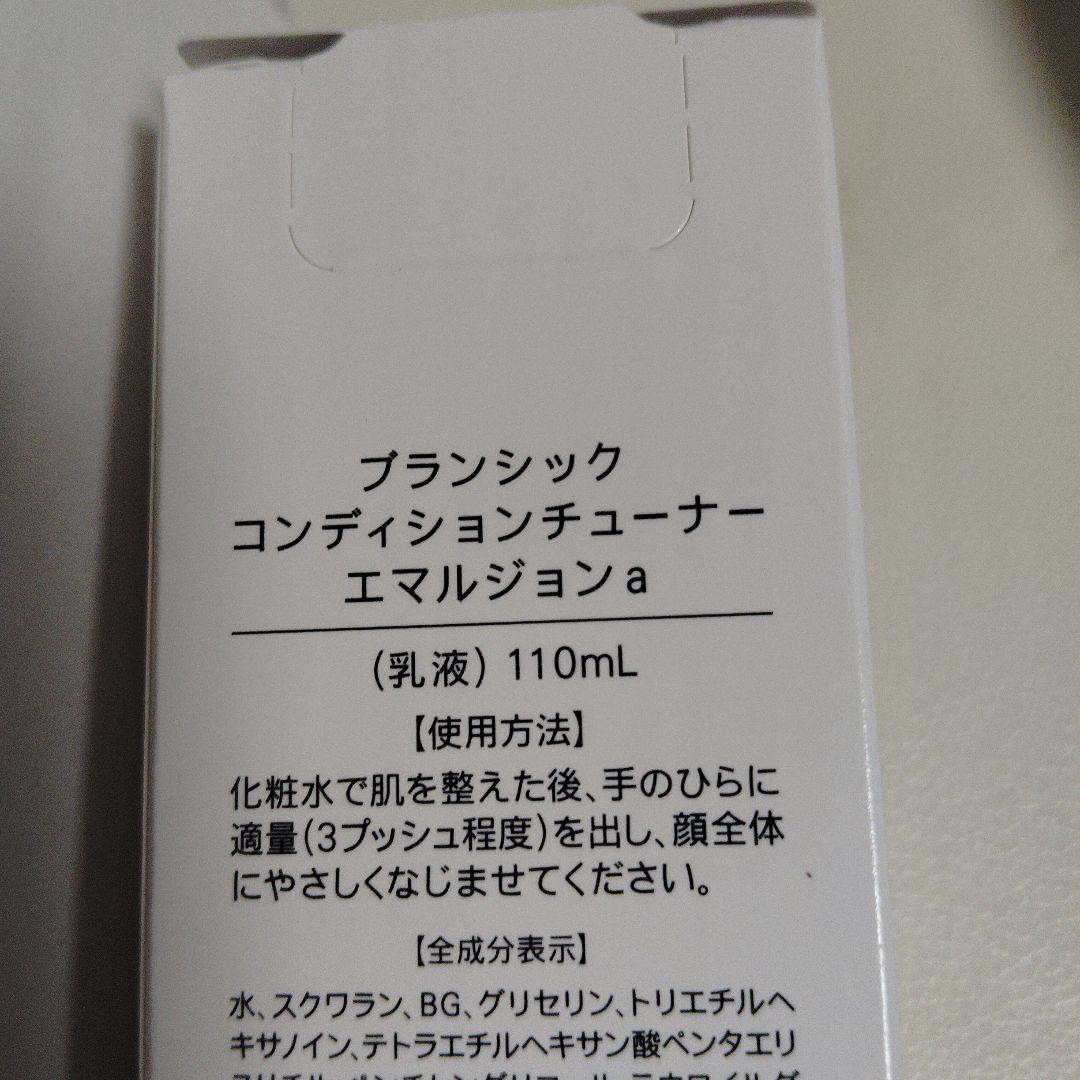 ブランシック
コンディションチューナー
エマルジョンa
(乳液) 110mL
【使用方法】
化粧水で肌を整えた後、手のひらに
適量(3プッシュ程度)を出し、顔全体
にやさしくなじませてください。
【全成分表示】
水、スクワラン、BG、グリセリン、トリエチルヘ
キサノイン、テトラエチルヘキサン酸ペンタエリ